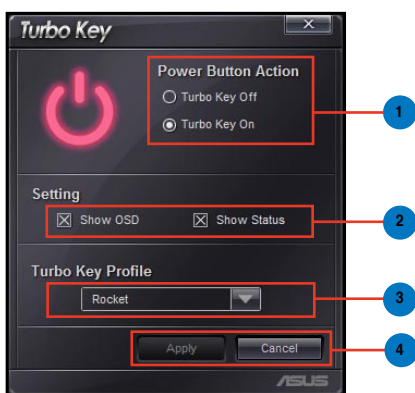 Turbo Key
Power Button Action
Turbo Key Off
1
Turbo Key On
Setting
Show OSD Show Status
2
Turbo Key Profile
Rocket
3
Apply Cancel
4
ASUS